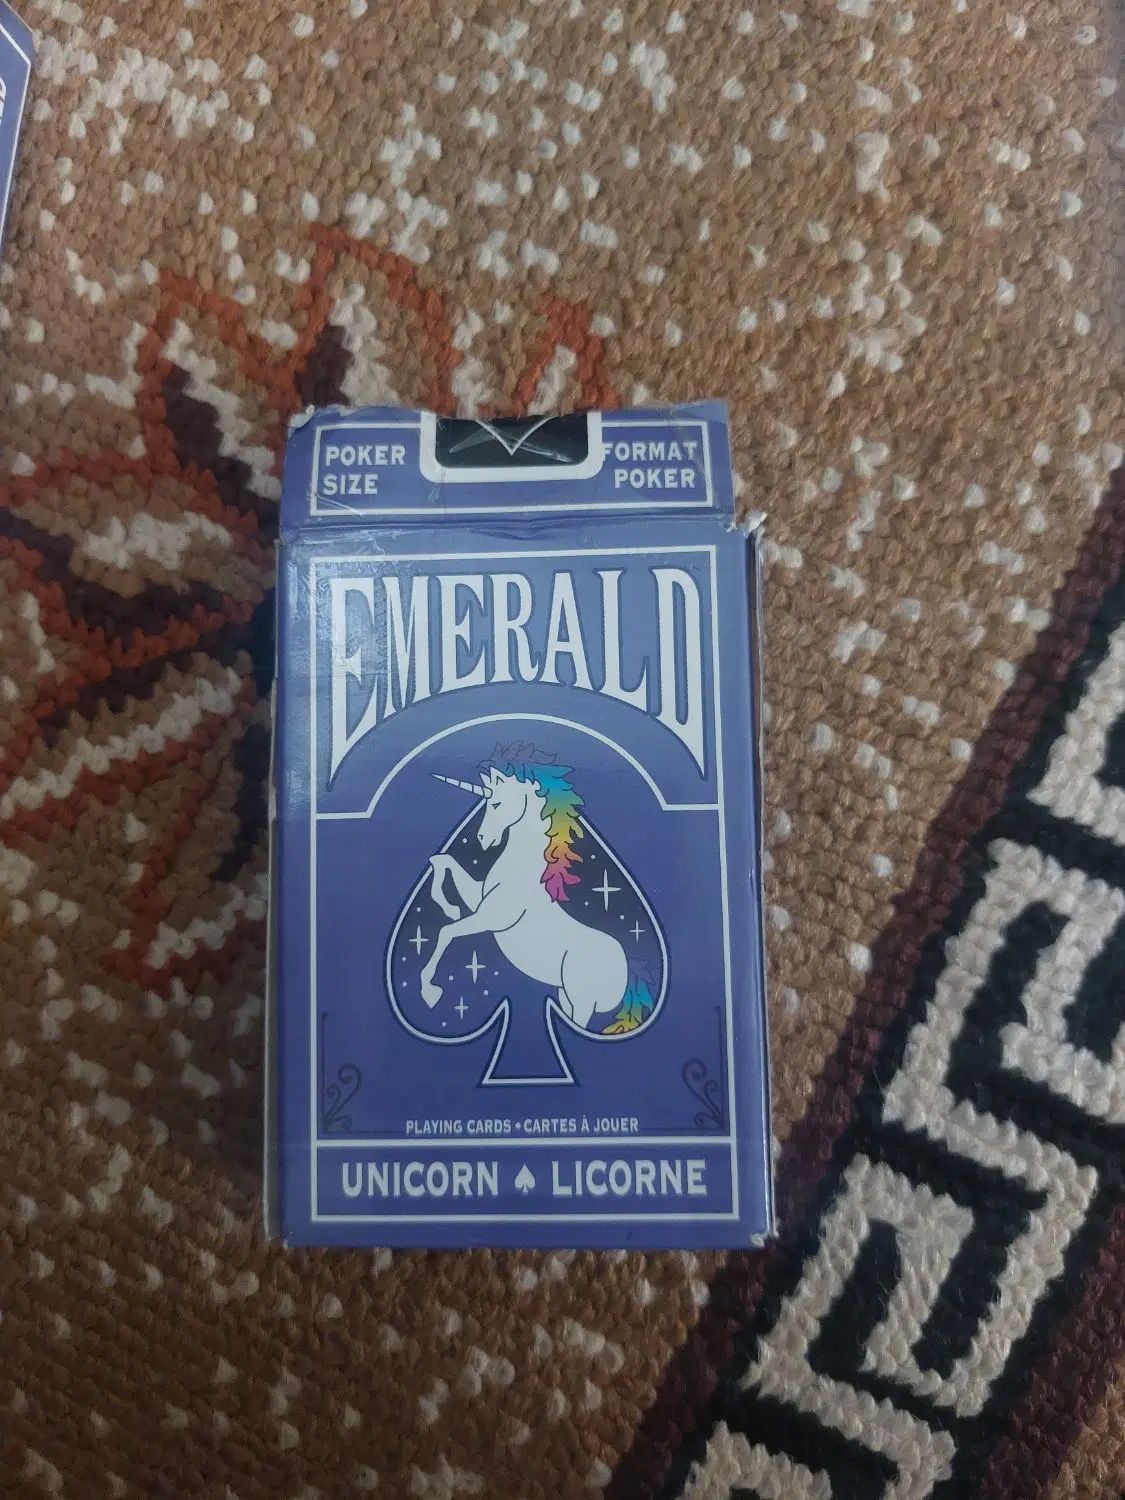 POKER SIZE
FORMAT POKER
EMERALD
PLAYING CARDS • CARTES À JOUER
UNICORN ♠ LICORNE